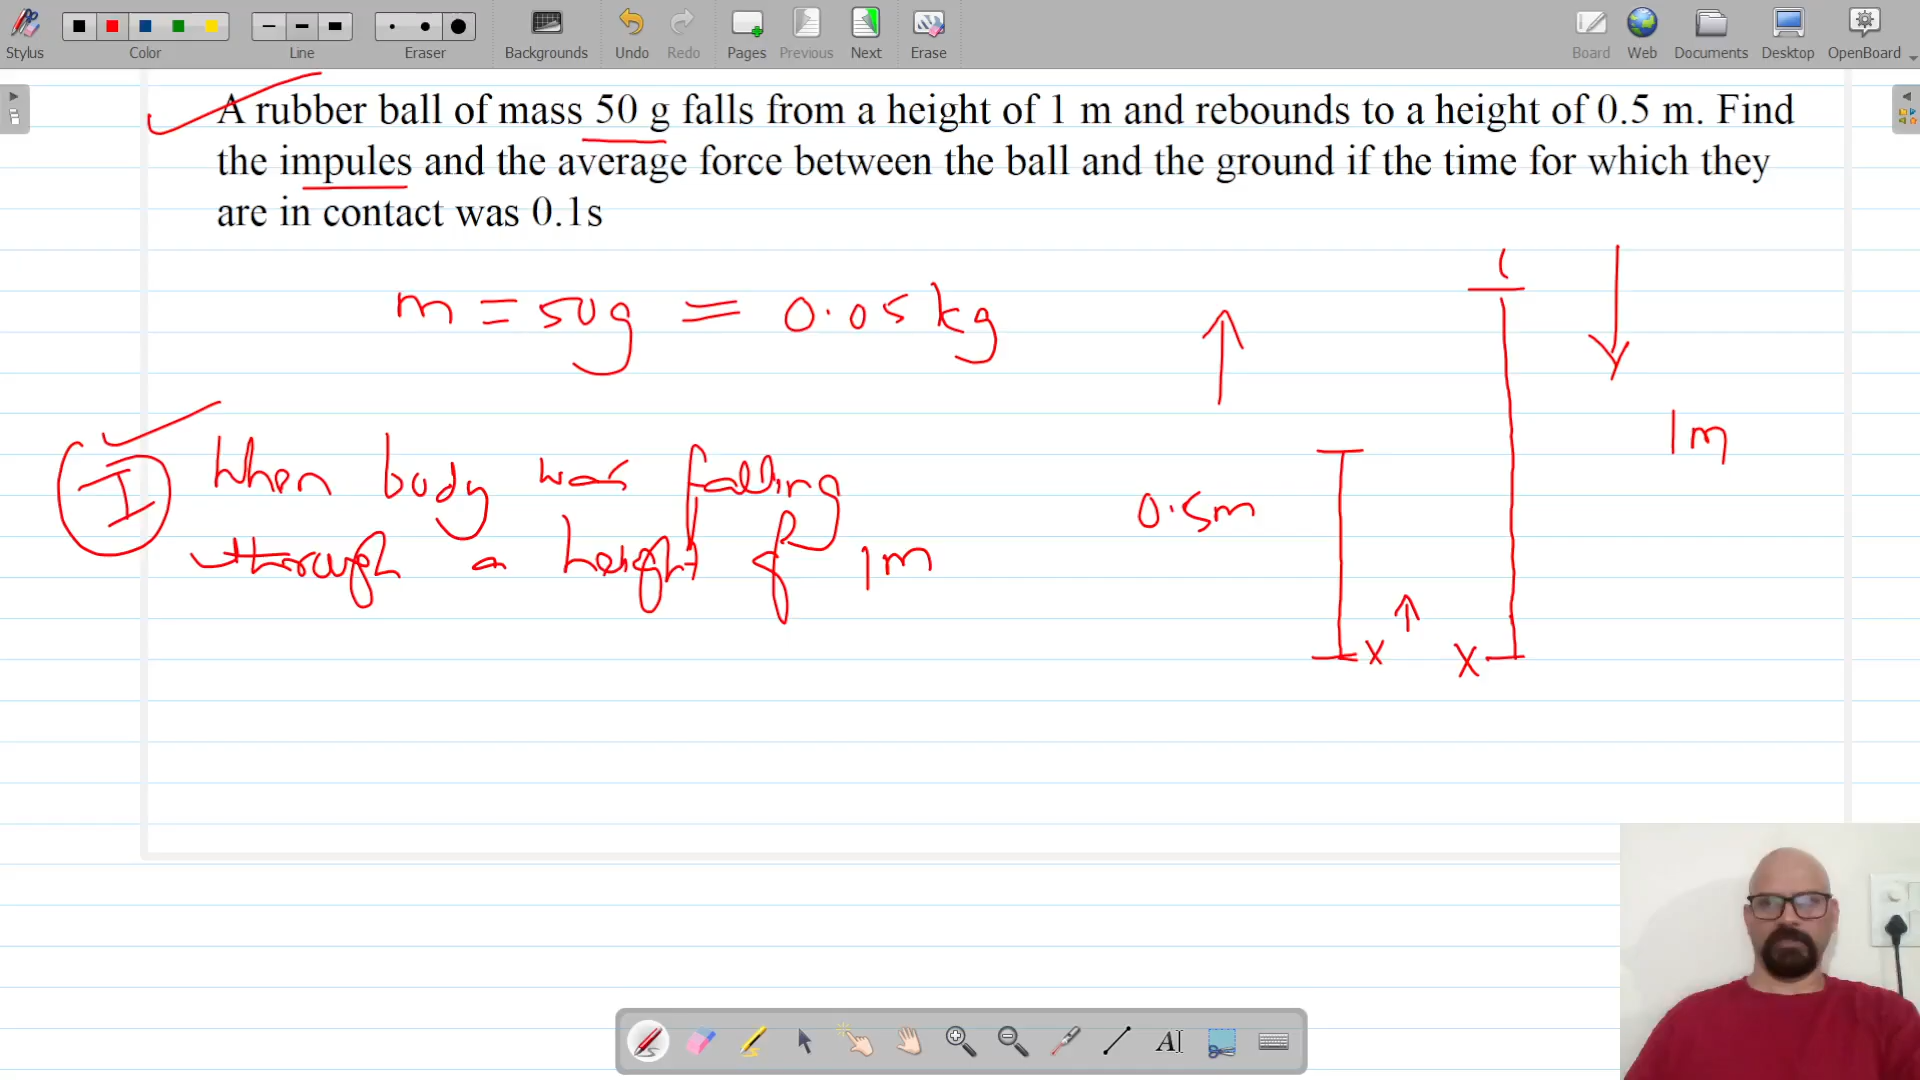 Stylus
Color
Line
Eraser
Backgrounds
Undo
Redo
Pages
Previous
Next
Erase
Board
Web
Documents
Desktop
OpenBoard
A rubber ball of mass 50 g falls from a height of 1 m and rebounds to a height of 0.5 m. Find
the impules and the average force between the ball and the ground if the time for which they
are in contact was 0.1s
m = 50g = 0.05 kg
1m
I When body was falling
0.5m
through a height of 1m
x x